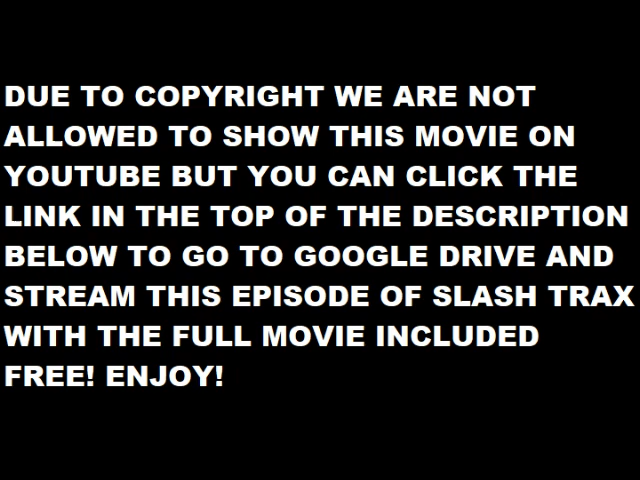 DUE TO COPYRIGHT WE ARE NOT
ALLOWED TO SHOW THIS MOVIE ON
YOUTUBE BUT YOU CAN CLICK THE
LINK IN THE TOP OF THE DESCRIPTION
BELOW TO GO TO GOOGLE DRIVE AND
STREAM THIS EPISODE OF SLASH TRAX
WITH THE FULL MOVIE INCLUDED
FREE! ENJOY!